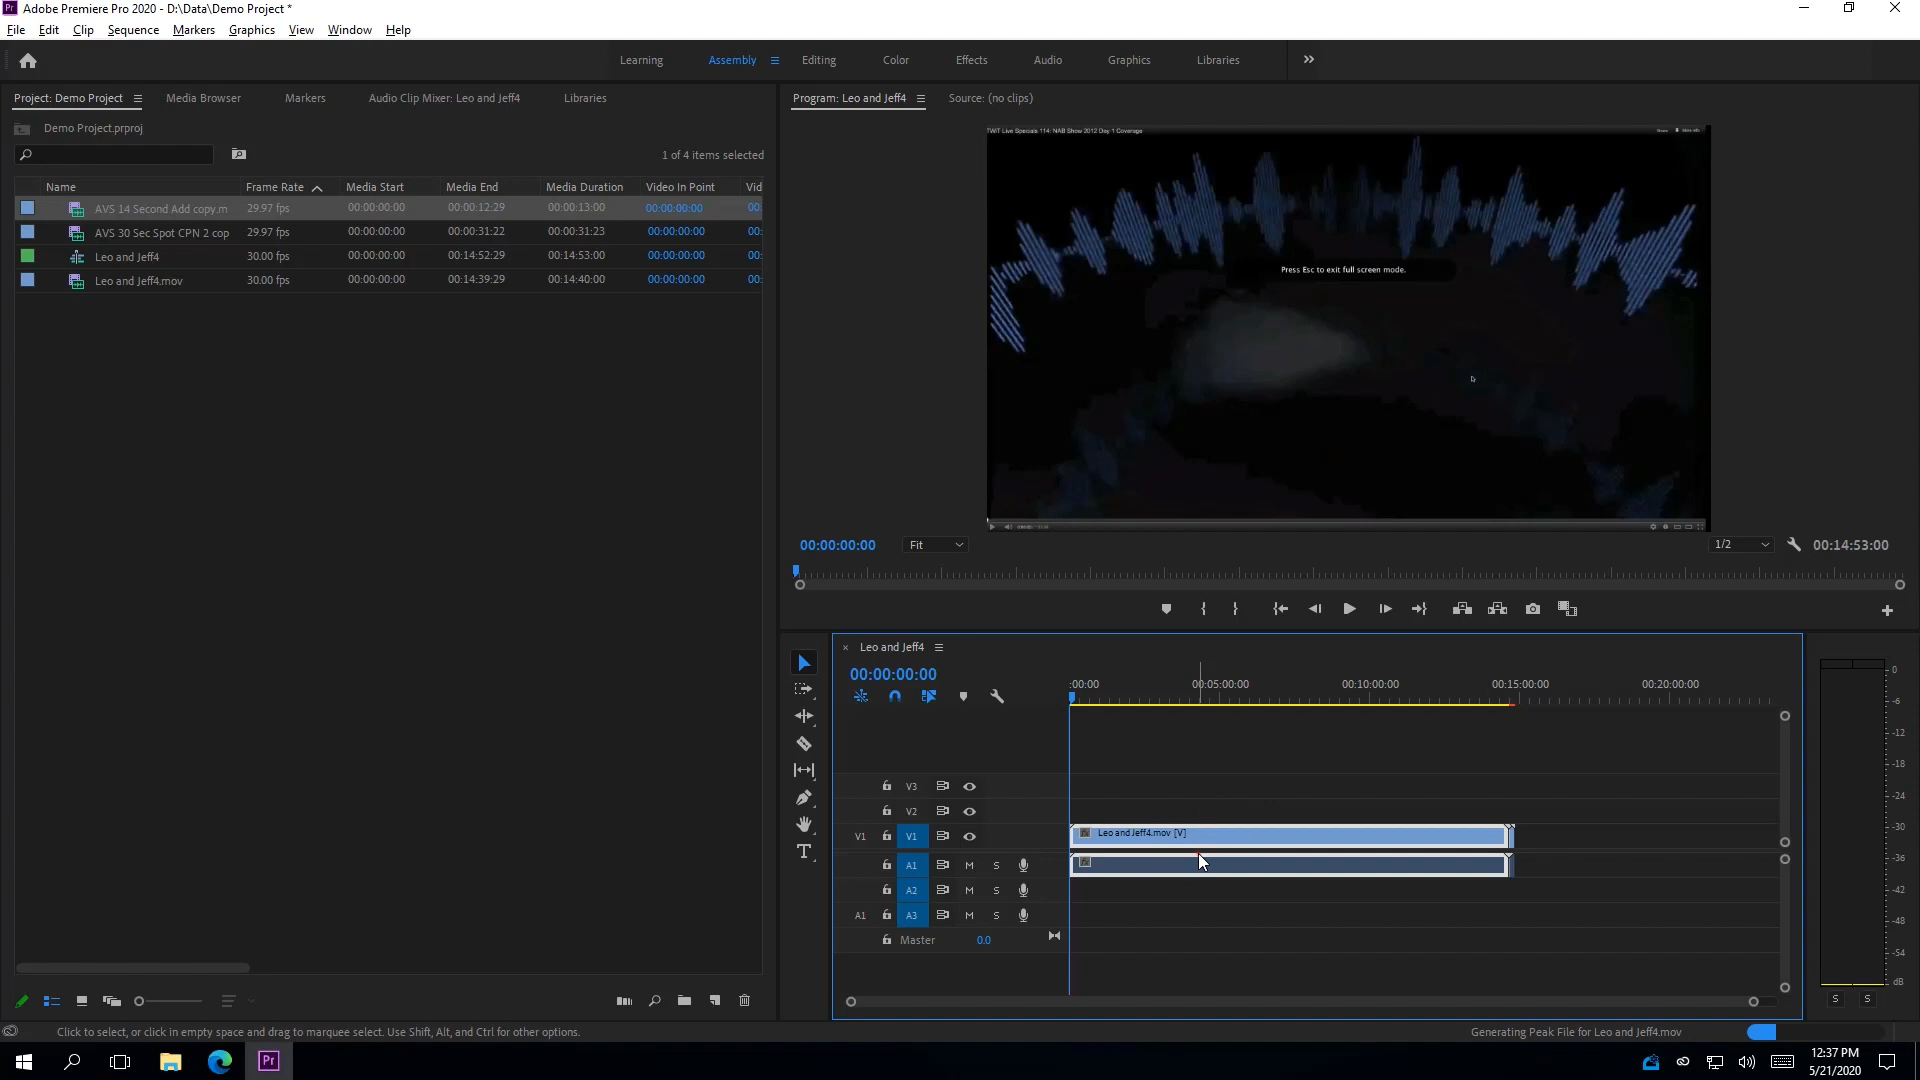 Adobe Premiere Pro 2020 - D:\Data\Demo Project *
File Edit Clip Sequence Markers Graphics View Window Help
Learning Assembly Editing Color Effects Audio Graphics Libraries
Project: Demo Project Media Browser Markers Audio Clip Mixer: Leo and Jeff4 Libraries
Demo Project.prproj
1 of 4 items selected
Name Frame Rate Media Start Media End Media Duration Video In Point Vid
AVS 14 Second Add copy.m 29.97 fps 00:00:00:00 00:00:12:29 00:00:13:00 00:00:00:00 00:
AVS 30 Sec Spot CPN 2 cop 29.97 fps 00:00:00:00 00:00:31:22 00:00:31:23 00:00:00:00 00:
Leo and Jeff4 30.00 fps 00:00:00:00 00:14:52:29 00:14:53:00 00:00:00:00 00:
Leo and Jeff4.mov 30.00 fps 00:00:00:00 00:14:39:29 00:14:40:00 00:00:00:00 00:
Program: Leo and Jeff4 Source: (no clips)
TWiT Live Specials 114: NAB Show 2012 Day 1 Coverage
Press Esc to exit full screen mode.
00:00:00:00 Fit 1/2 00:14:53:00
Leo and Jeff4
00:00:00:00
:00:00 00:05:00:00 00:10:00:00 00:15:00:00 00:20:00:00
V3
V2
V1 V1 Leo and Jeff4.mov [V]
A1 M S
A2 M S
A1 A3 M S
Master 0.0
0
-6
-12
-18
-24
-30
-36
-42
-48
-54
dB
S S
Click to select, or click in empty space and drag to marquee select. Use Shift, Alt, and Ctrl for other options.
Generating Peak File for Leo and Jeff4.mov
Pr
12:37 PM
5/21/2020